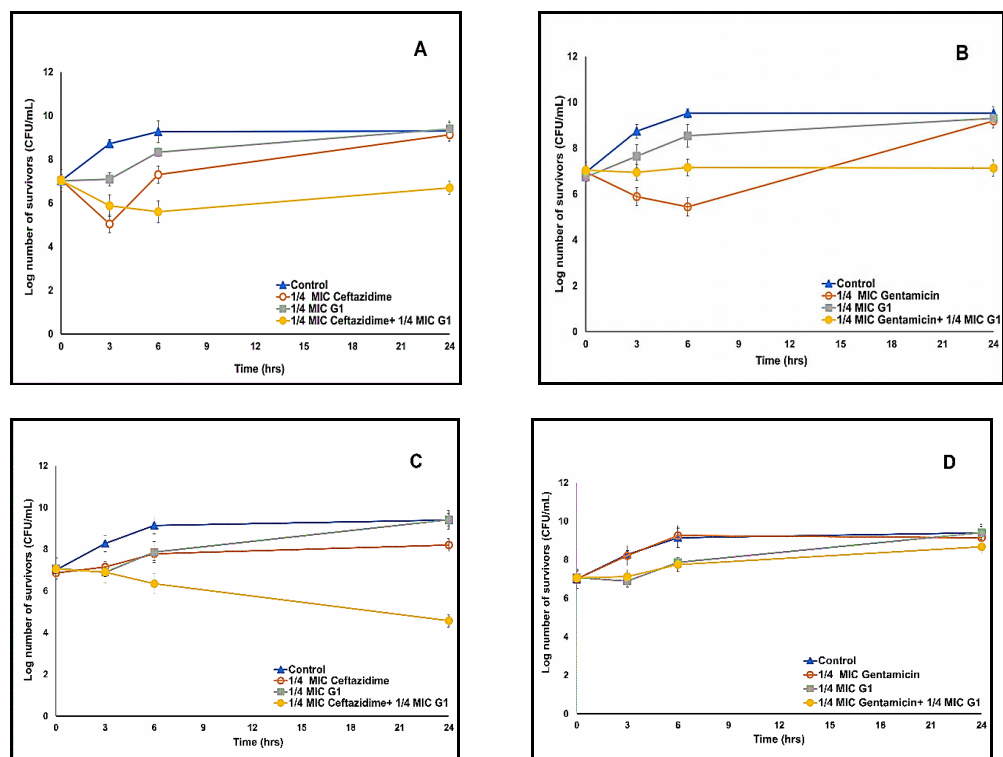 A
Log number of survivors (CFU/mL)
12
10
8
6
4
2
0
Control
1/4 MIC Ceftazidime
1/4 MIC G1
1/4 MIC Ceftazidime+ 1/4 MIC G1
0 3 6 9 12 15 18 21 24
Time (hrs)
B
Log number of survivors (CFU/mL)
12
10
8
6
4
2
0
Control
1/4 MIC Gentamicin
1/4 MIC G1
1/4 MIC Gentamicin+ 1/4 MIC G1
0 3 6 9 12 15 18 21 24
Time (hrs)
C
Log number of survivors (CFU/mL)
12
10
8
6
4
2
0
Control
1/4 MIC Ceftazidime
1/4 MIC G1
1/4 MIC Ceftazidime+ 1/4 MIC G1
0 3 6 9 12 15 18 21 24
Time (hrs)
D
Log number of survivors (CFU/mL)
12
10
8
6
4
2
0
Control
1/4 MIC Gentamicin
1/4 MIC G1
1/4 MIC Gentamicin+ 1/4 MIC G1
0 3 6 9 12 15 18 21 24
Time (hrs)